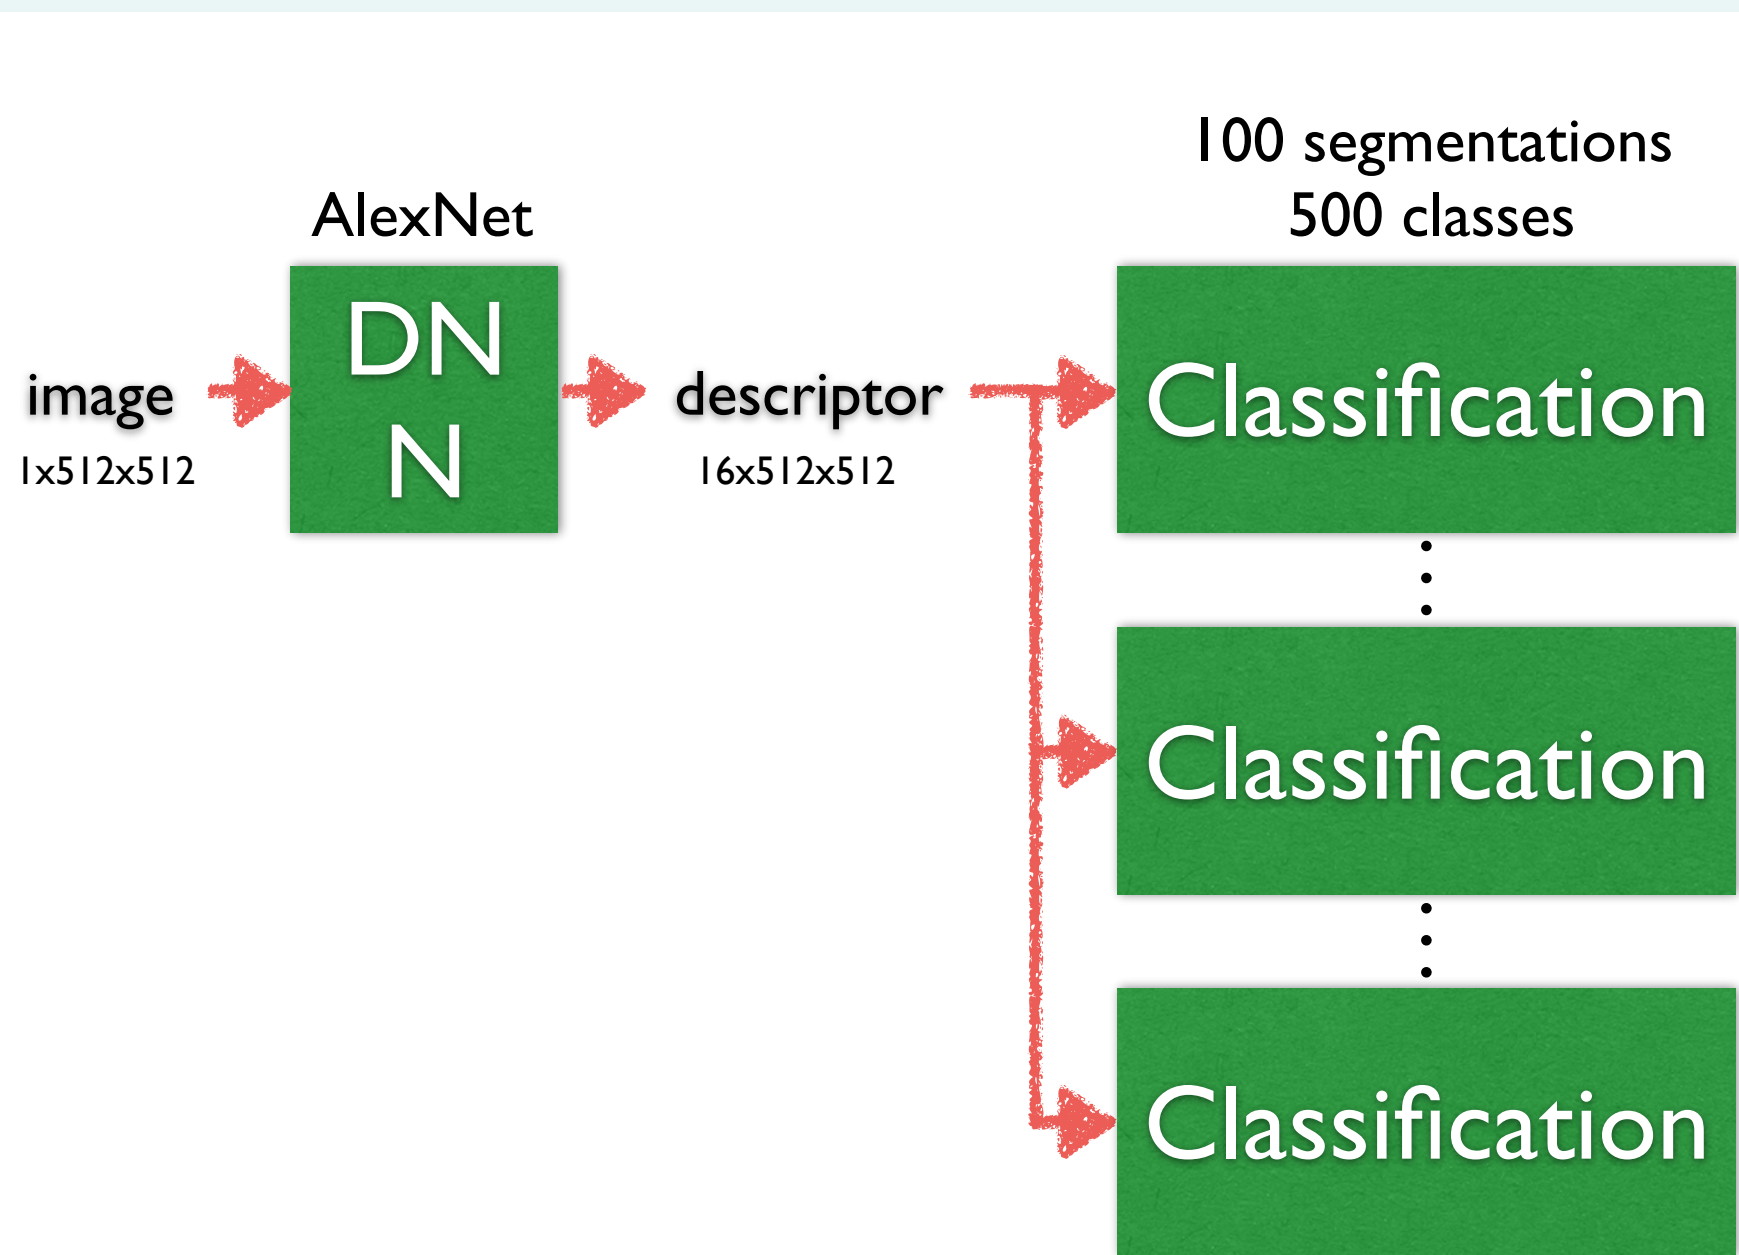 100 segmentations
500 classes
AlexNet
DN
N
image
1x512x512
descriptor
16x512x512
Classification
Classification
Classification